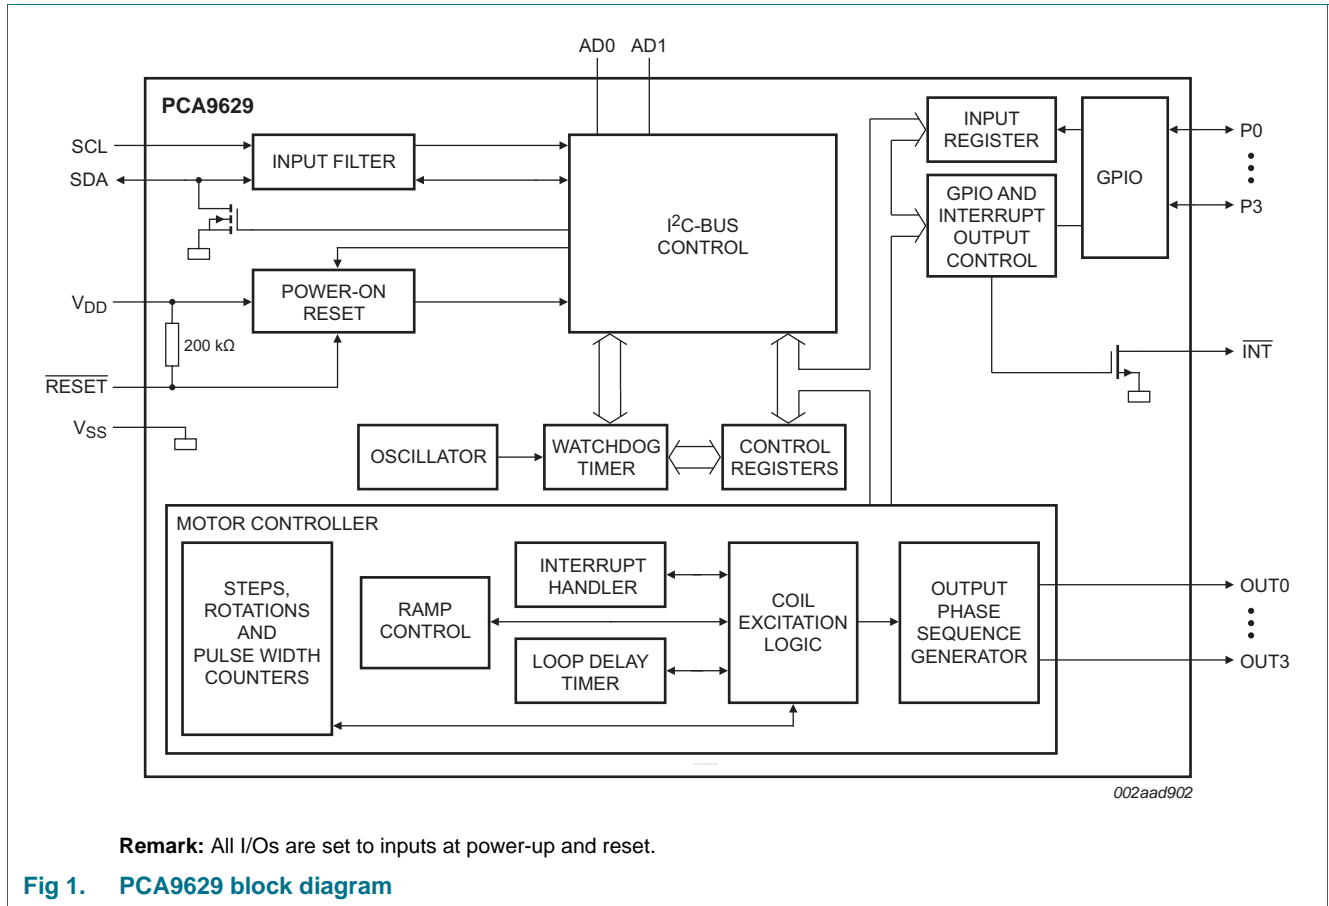 AD0 AD1
PCA9629
SCL
SDA
INPUT FILTER
I²C-BUS
CONTROL
INPUT
REGISTER
GPIO AND
INTERRUPT
OUTPUT
CONTROL
GPIO
P0
P3
VDD
POWER-ON
RESET
200 kΩ
RESET
VSS
INT
OSCILLATOR
WATCHDOG
TIMER
CONTROL
REGISTERS
MOTOR CONTROLLER
STEPS,
ROTATIONS
AND
PULSE WIDTH
COUNTERS
RAMP
CONTROL
INTERRUPT
HANDLER
LOOP DELAY
TIMER
COIL
EXCITATION
LOGIC
OUTPUT
PHASE
SEQUENCE
GENERATOR
OUT0
OUT3
002aad902
Remark: All I/Os are set to inputs at power-up and reset.
Fig 1. PCA9629 block diagram